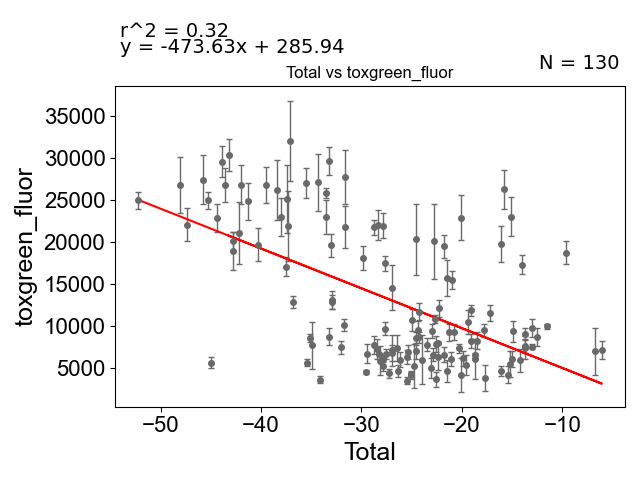 r^2 = 0.32
y = -473.63x + 285.94
N = 130
Total vs toxgreen_fluor
35000
30000
25000
20000
15000
10000
5000
toxgreen_fluor
−50 −40 −30 −20 −10
Total